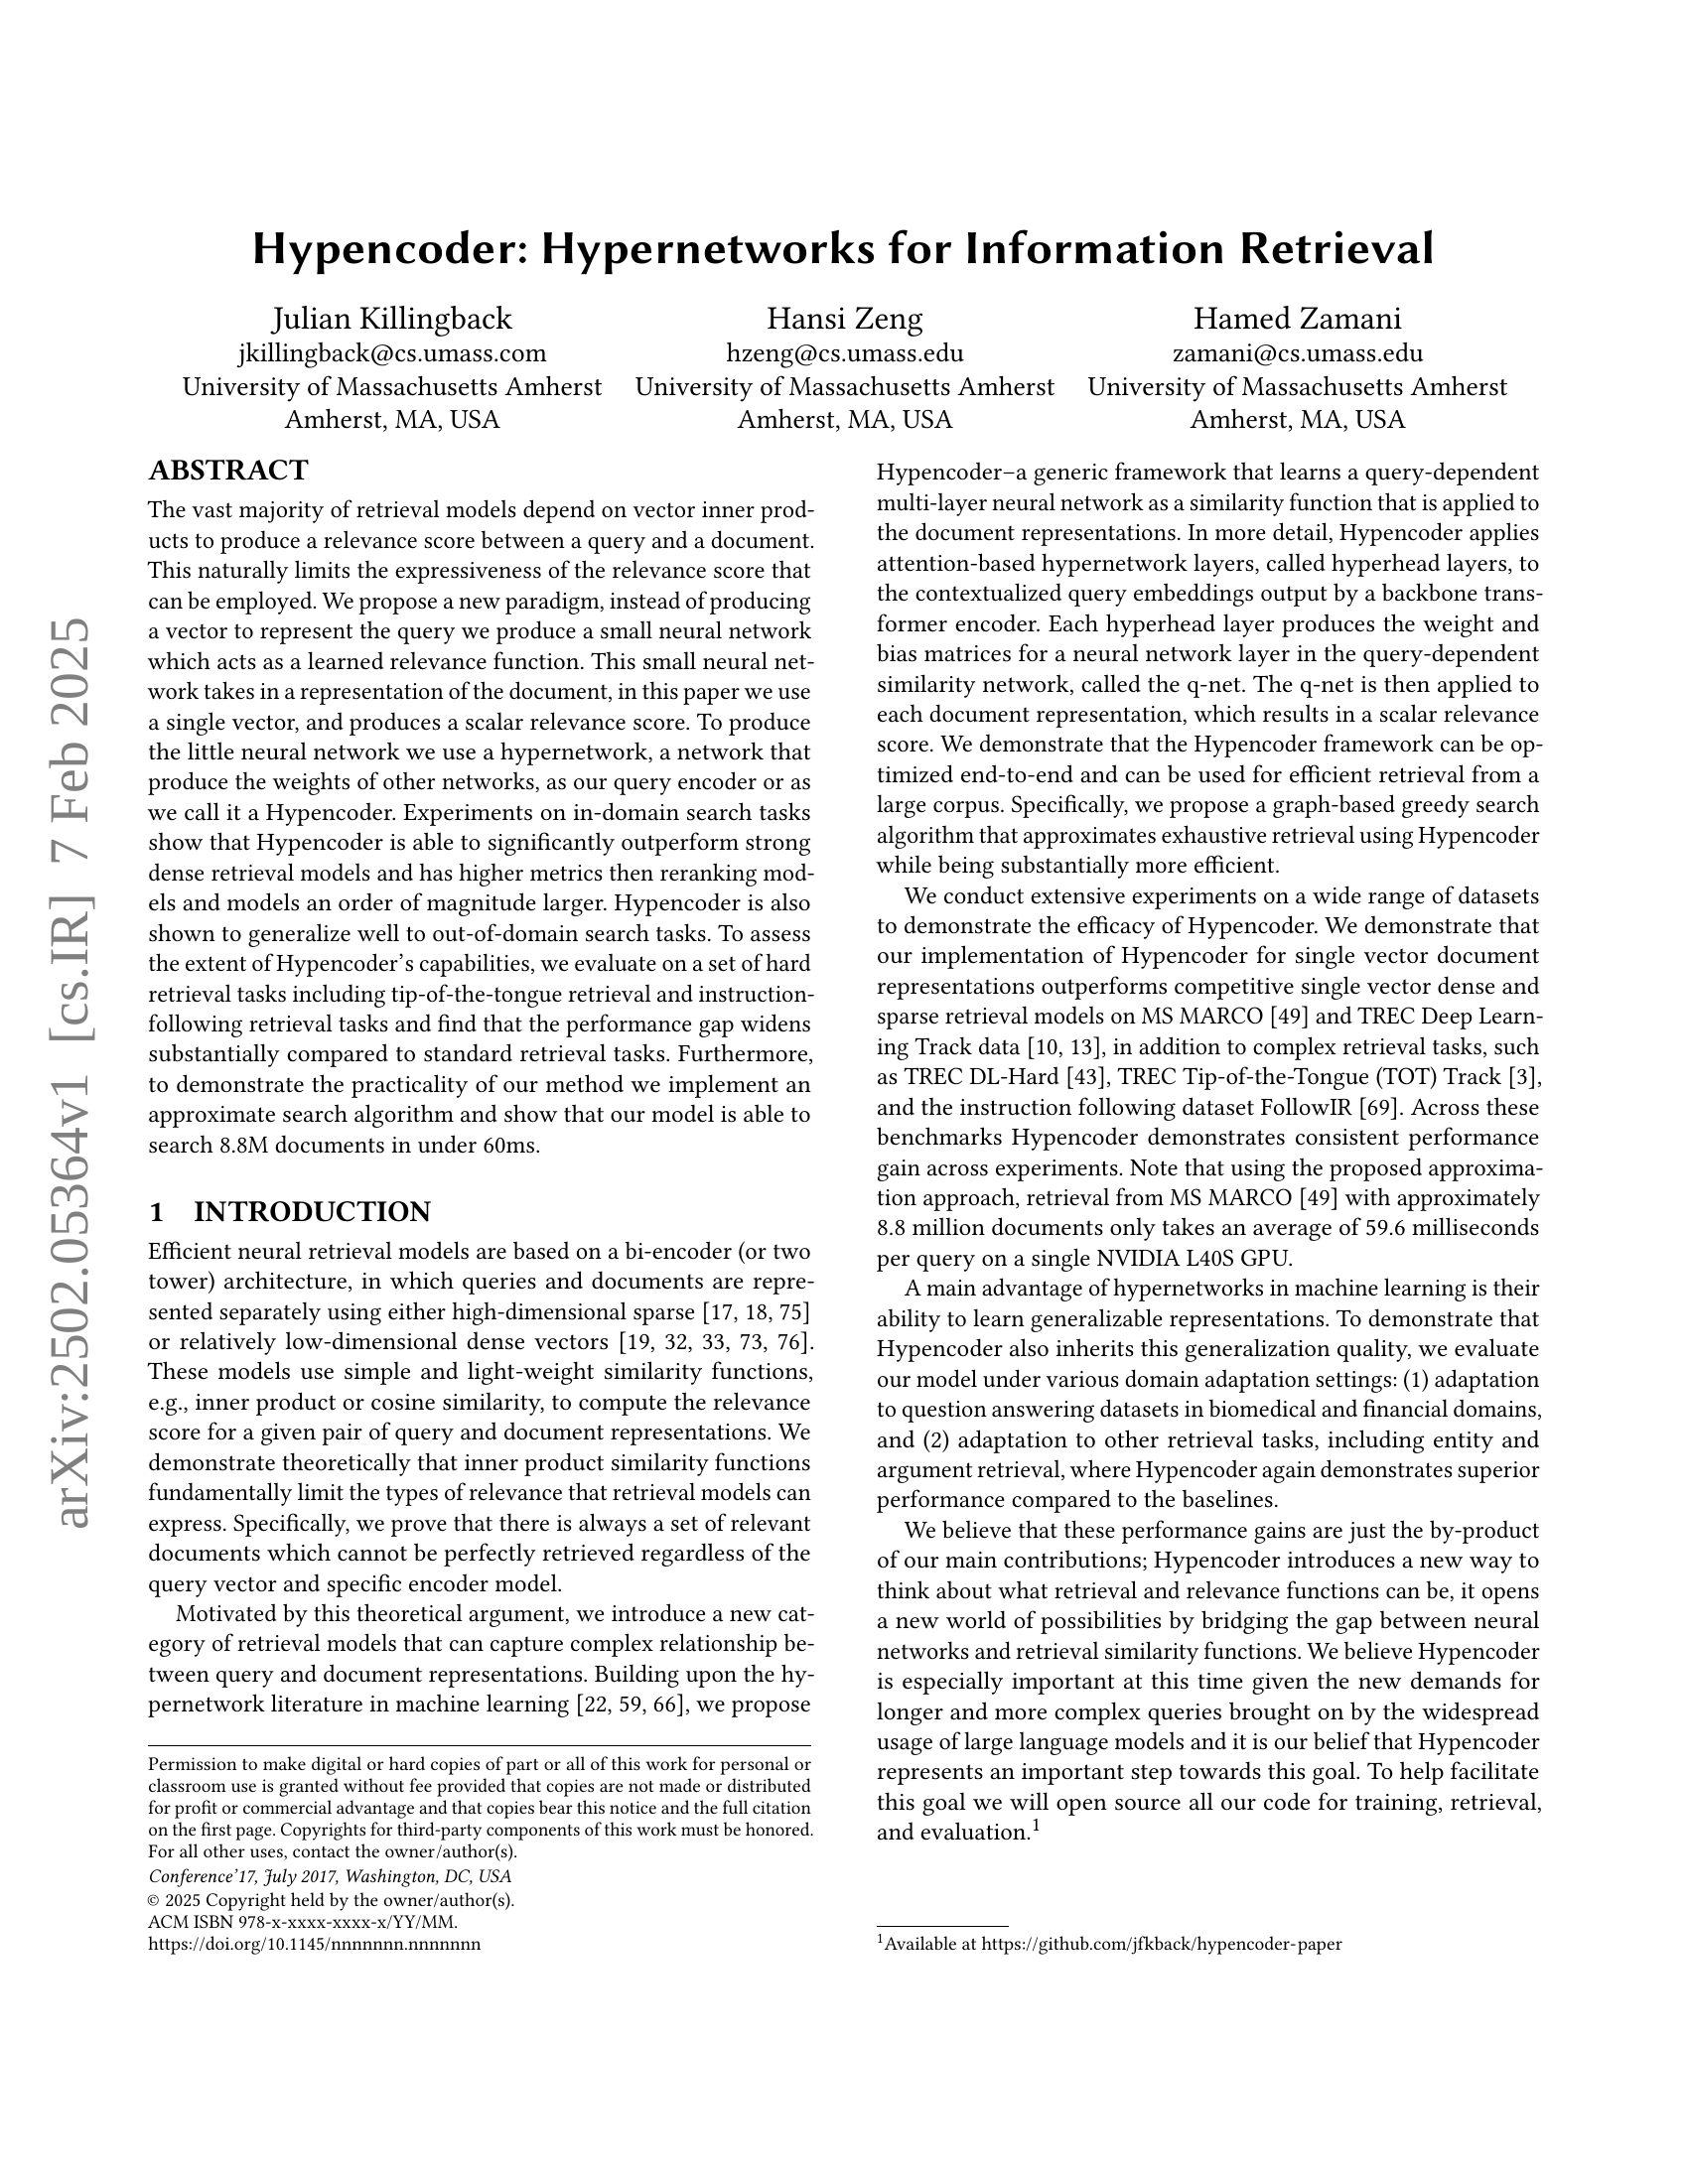 Hypencoder: Hypernetworks for Information Retrieval
Julian Killingback
jkillingback@cs.umass.com
University of Massachusetts Amherst
Amherst, MA, USA
Hansi Zeng
hzeng@cs.umass.edu
University of Massachusetts Amherst
Amherst, MA, USA
Hamed Zamani
zamani@cs.umass.edu
University of Massachusetts Amherst
Amherst, MA, USA
ABSTRACT
The vast majority of retrieval models depend on vector inner prod-
ucts to produce a relevance score between a query and a document.
This naturally limits the expressiveness of the relevance score that
can be employed. We propose a new paradigm, instead of producing
a vector to represent the query we produce a small neural network
which acts as a learned relevance function. This small neural net-
work takes in a representation of the document, in this paper we use
a single vector, and produces a scalar relevance score. To produce
the little neural network we use a hypernetwork, a network that
produce the weights of other networks, as our query encoder or as
we call it a Hypencoder. Experiments on in-domain search tasks
show that Hypencoder is able to significantly outperform strong
dense retrieval models and has higher metrics then reranking mod-
els and models an order of magnitude larger. Hypencoder is also
shown to generalize well to out-of-domain search tasks. To assess
the extent of Hypencoder's capabilities, we evaluate on a set of hard
retrieval tasks including tip-of-the-tongue retrieval and instruction-
following retrieval tasks and find that the performance gap widens
substantially compared to standard retrieval tasks. Furthermore,
to demonstrate the practicality of our method we implement an
approximate search algorithm and show that our model is able to
search 8.8M documents in under 60ms.
1 INTRODUCTION
Efficient neural retrieval models are based on a bi-encoder (or two
tower) architecture, in which queries and documents are repre-
sented separately using either high-dimensional sparse [17, 18, 75]
or relatively low-dimensional dense vectors [19, 32, 33, 73, 76].
These models use simple and light-weight similarity functions,
e.g., inner product or cosine similarity, to compute the relevance
score for a given pair of query and document representations. We
demonstrate theoretically that inner product similarity functions
fundamentally limit the types of relevance that retrieval models can
express. Specifically, we prove that there is always a set of relevant
documents which cannot be perfectly retrieved regardless of the
query vector and specific encoder model.
Motivated by this theoretical argument, we introduce a new cat-
egory of retrieval models that can capture complex relationship be-
tween query and document representations. Building upon the hy-
pernetwork literature in machine learning [22, 59, 66], we propose
Permission to make digital or hard copies of part or all of this work for personal or
classroom use is granted without fee provided that copies are not made or distributed
for profit or commercial advantage and that copies bear this notice and the full citation
on the first page. Copyrights for third-party components of this work must be honored.
For all other uses, contact the owner/author(s).
Conference'17, July 2017, Washington, DC, USA
© 2025 Copyright held by the owner/author(s).
ACM ISBN 978-x-xxxx-xxxx-x/YY/MM.
https://doi.org/10.1145/nnnnnnn.nnnnnnn
Hypencoder–a generic framework that learns a query-dependent
multi-layer neural network as a similarity function that is applied to
the document representations. In more detail, Hypencoder applies
attention-based hypernetwork layers, called hyperhead layers, to
the contextualized query embeddings output by a backbone trans-
former encoder. Each hyperhead layer produces the weight and
bias matrices for a neural network layer in the query-dependent
similarity network, called the q-net. The q-net is then applied to
each document representation, which results in a scalar relevance
score. We demonstrate that the Hypencoder framework can be op-
timized end-to-end and can be used for efficient retrieval from a
large corpus. Specifically, we propose a graph-based greedy search
algorithm that approximates exhaustive retrieval using Hypencoder
while being substantially more efficient.
We conduct extensive experiments on a wide range of datasets
to demonstrate the efficacy of Hypencoder. We demonstrate that
our implementation of Hypencoder for single vector document
representations outperforms competitive single vector dense and
sparse retrieval models on MS MARCO [49] and TREC Deep Learn-
ing Track data [10, 13], in addition to complex retrieval tasks, such
as TREC DL-Hard [43], TREC Tip-of-the-Tongue (TOT) Track [3],
and the instruction following dataset FollowIR [69]. Across these
benchmarks Hypencoder demonstrates consistent performance
gain across experiments. Note that using the proposed approxima-
tion approach, retrieval from MS MARCO [49] with approximately
8.8 million documents only takes an average of 59.6 milliseconds
per query on a single NVIDIA L40S GPU.
A main advantage of hypernetworks in machine learning is their
ability to learn generalizable representations. To demonstrate that
Hypencoder also inherits this generalization quality, we evaluate
our model under various domain adaptation settings: (1) adaptation
to question answering datasets in biomedical and financial domains,
and (2) adaptation to other retrieval tasks, including entity and
argument retrieval, where Hypencoder again demonstrates superior
performance compared to the baselines.
We believe that these performance gains are just the by-product
of our main contributions; Hypencoder introduces a new way to
think about what retrieval and relevance functions can be, it opens
a new world of possibilities by bridging the gap between neural
networks and retrieval similarity functions. We believe Hypencoder
is especially important at this time given the new demands for
longer and more complex queries brought on by the widespread
usage of large language models and it is our belief that Hypencoder
represents an important step towards this goal. To help facilitate
this goal we will open source all our code for training, retrieval,
and evaluation.1
1Available at https://github.com/jfkback/hypencoder-paper
arXiv:2502.05364v1 [cs.IR] 7 Feb 2025